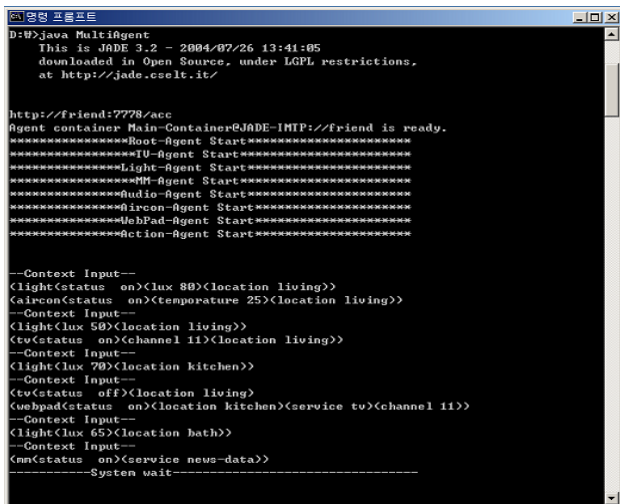 명령 프롬프트
D:\>java MultiAgent
This is JADE 3.2 - 2004/07/26 13:41:05
downloaded in Open Source, under LGPL restrictions,
at http://jade.cselt.it/
http://friend:7778/acc
Agent container Main-Container@JADE-IMTP://friend is ready.
*****************Root-Agent Start***********************
******************TV-Agent Start************************
****************Light-Agent Start***********************
******************MM-Agent Start************************
****************Audio-Agent Start***********************
****************Aircon-Agent Start**********************
****************WebPad-Agent Start**********************
****************Action-Agent Start**********************
--Context Input--
(light(status  on)(lux 80)(location living))
(aircon(status  on)(temporature 25)(location living))
--Context Input--
(light(lux 50)(location living))
(tv(status  on)(channel 11)(location living))
--Context Input--
(light(lux 70)(location kitchen))
--Context Input--
(tv(status  off)(location living)
(webpad(status  on)(location kitchen)(service tv)(channel 11))
--Context Input--
(light(lux 65)(location bath))
--Context Input--
(mm(status  on)(service news-data))
-----------System wait---------------------------------